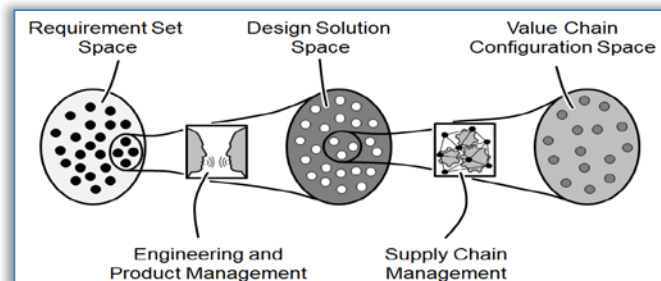 Requirement Set
Space
Design Solution
Space
Value Chain
Configuration Space
Engineering and
Product Management
Supply Chain
Management